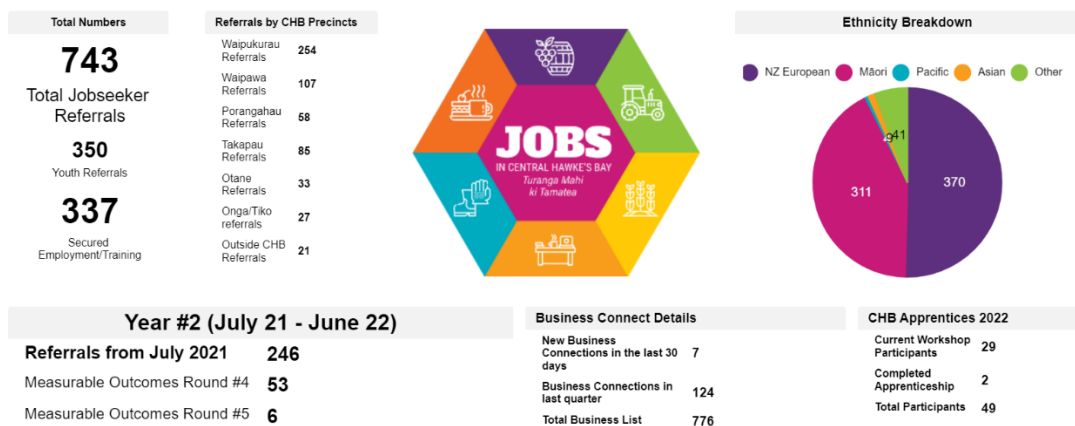 Total Numbers
743
Total Jobseeker
Referrals
350
Youth Referrals
337
Secured
Employment/Training
Referrals by CHB Precincts
Waipukurau
Referrals 254
Waipawa
Referrals 107
Porangahau
Referrals 58
Takapau
Referrals 85
Otane
Referrals 33
Onga/Tiko
referrals 27
Outside CHB
Referrals 21
JOBS
IN CENTRAL HAWKE'S BAY
Turanga Mahi
ki Tamatea
Ethnicity Breakdown
NZ European Māori Pacific Asian Other
9 41
311 370
Year #2 (July 21 - June 22)
Referrals from July 2021 246
Measurable Outcomes Round #4 53
Measurable Outcomes Round #5 6
Business Connect Details
New Business
Connections in the last 30 7
days
Business Connections in
last quarter 124
Total Business List 776
CHB Apprentices 2022
Current Workshop
Participants 29
Completed
Apprenticeship 2
Total Participants 49